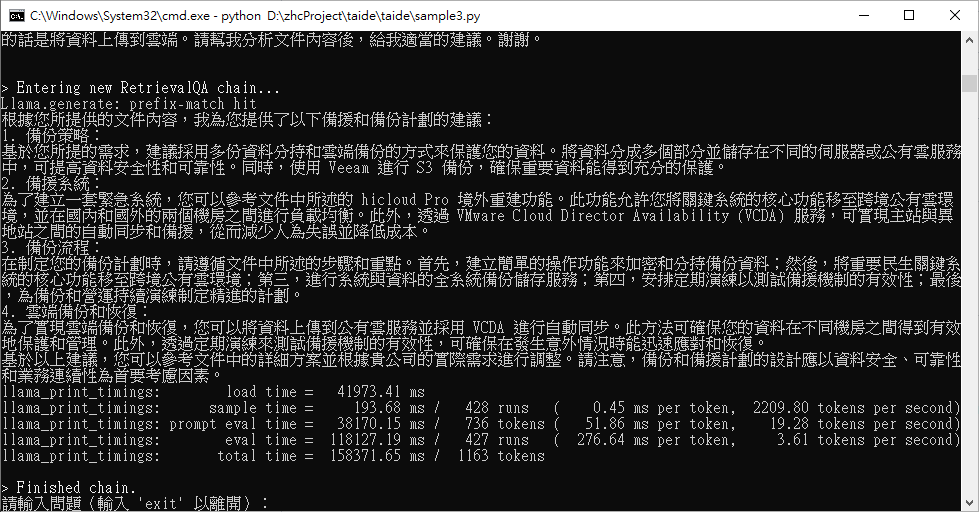 C:\Windows\System32\cmd.exe - python D:\zhcProject\taide\taide\sample3.py
的話是將資料上傳到雲端。請幫我分析文件內容後，給我適當的建議。謝謝。
> Entering new RetrievalQA chain...
Llama.generate: prefix-match hit
根據您所提供的文件內容，我為您提供了以下備援和備份計劃的建議：
1. 備份策略：
基於您所提的需求，建議採用多份資料分持和雲端備份的方式來保護您的資料。將資料分成多個部分並儲存在不同的伺服器或公有雲服務
中，可提高資料安全性和可靠性。同時，使用 Veeam 進行 S3 備份，確保重要資料能得到充分的保護。
2. 備援系統：
為了建立一套緊急系統，您可以參考文件中所述的 hicloud Pro 境外重建功能。此功能允許您將關鍵系統的核心功能移至跨境公有雲環
境，並在國內和國外的兩個機房之間進行負載均衡。此外，透過 VMware Cloud Director Availability (VCDA) 服務，可實現主站與異
地站之間的自動同步和備援，從而減少人為失誤並降低成本。
3. 備份流程：
在制定您的備份計劃時，請遵循文件中所述的步驟和重點。首先，建立簡單的操作功能來加密和分持備份資料；然後，將重要民生關鍵系
統的核心功能移至跨境公有雲環境；第三，進行系統與資料的全系統備份儲存服務；第四，安排定期演練以測試備援機制的有效性；最後
，為備份和營運持續演練制定精進的計劃。
4. 雲端備份和恢復：
為了實現雲端備份和恢復，您可以將資料上傳到公有雲服務並採用 VCDA 進行自動同步。此方法可確保您的資料在不同機房之間得到有效
地保護和管理。此外，透過定期演練來測試備援機制的有效性，可確保在發生意外情況時能迅速應對和恢復。
基於以上建議，您可以參考文件中的詳細方案並根據貴公司的實際需求進行調整。請注意，備份和備援計劃的設計應以資料安全、可靠性
和業務連續性為首要考慮因素。
llama_print_timings:        load time =   41973.41 ms
llama_print_timings:      sample time =     193.68 ms /   428 runs   (    0.45 ms per token,  2209.80 tokens per second)
llama_print_timings: prompt eval time =   38170.15 ms /   736 tokens (   51.86 ms per token,    19.28 tokens per second)
llama_print_timings:        eval time =  118127.19 ms /   427 runs   (  276.64 ms per token,     3.61 tokens per second)
llama_print_timings:       total time =  158371.65 ms /  1163 tokens
> Finished chain.
請輸入問題（輸入 'exit' 以離開）：